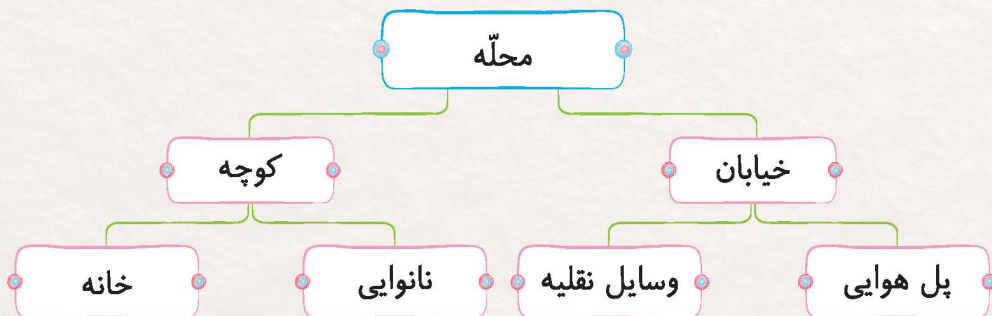 محلّه
خیابان
کوچه
پل هوایی
وسایل نقلیه
نانوایی
خانه